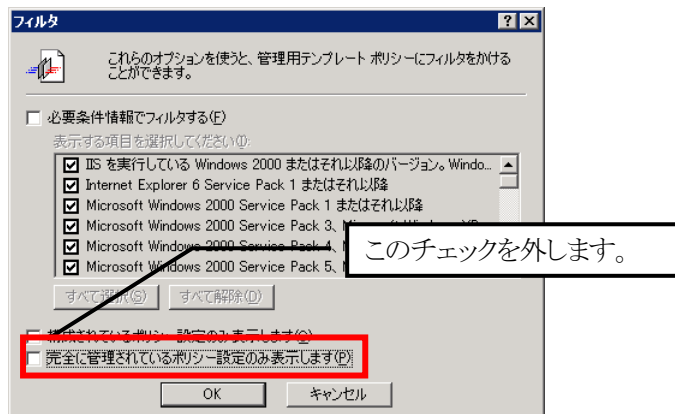 フィルタ
これらのオプションを使うと、管理用テンプレート ポリシーにフィルタをかける
ことができます。
必要条件情報でフィルタする(F)
表示する項目を選択してください(I):
IIS を実行している Windows 2000 またはそれ以降のバージョン。Windo...
Internet Explorer 6 Service Pack 1 またはそれ以降
Microsoft Windows 2000 Service Pack 1 またはそれ以降
Microsoft Windows 2000 Service Pack 3、
Microsoft Windows 2000 Service Pack 4、
Microsoft Windows 2000 Service Pack 5、
このチェックを外します。
すべて選択(S) すべて解除(D)
構成されているポリシー設定のみ表示します(O)
完全に管理されているポリシー設定のみ表示します(P)
OK キャンセル